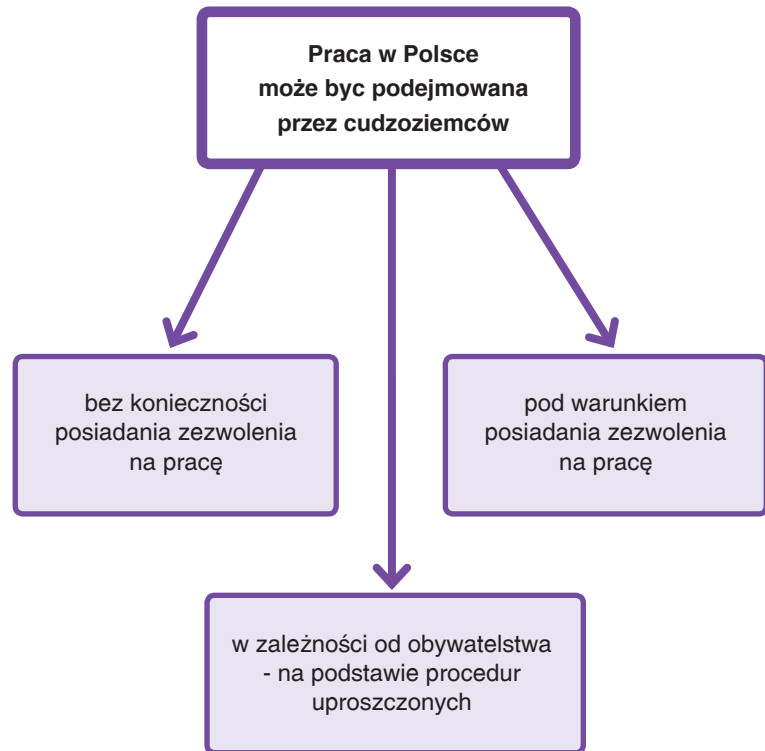 Praca w Polsce
może byc podejmowana
przez cudzoziemców
bez konieczności
posiadania zezwolenia
na pracę
pod warunkiem
posiadania zezwolenia
na pracę
w zależności od obywatelstwa
- na podstawie procedur
uproszczonych